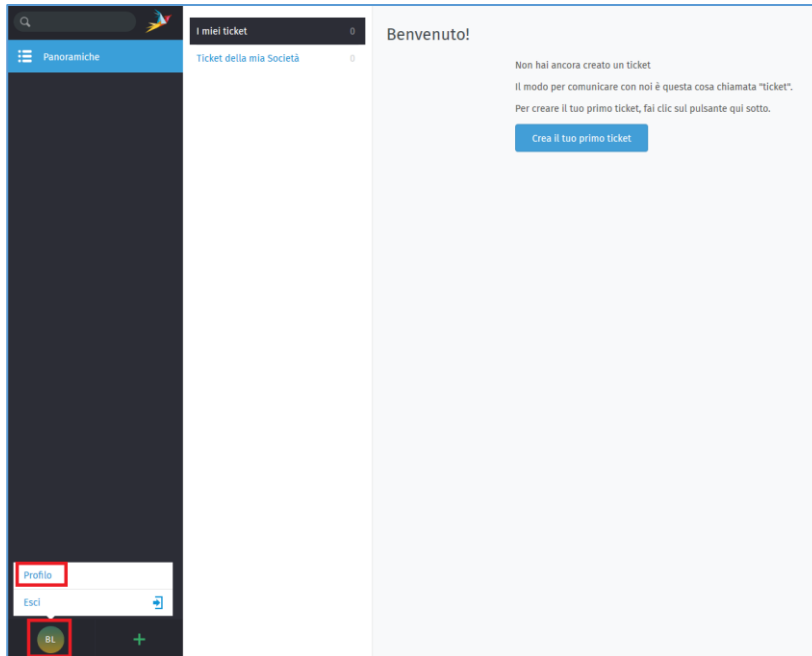 Panoramiche
I miei ticket 0
Ticket della mia Società 0
Benvenuto!
Non hai ancora creato un ticket
Il modo per comunicare con noi è questa cosa chiamata "ticket".
Per creare il tuo primo ticket, fai clic sul pulsante qui sotto.
Crea il tuo primo ticket
Profilo
Esci
BL